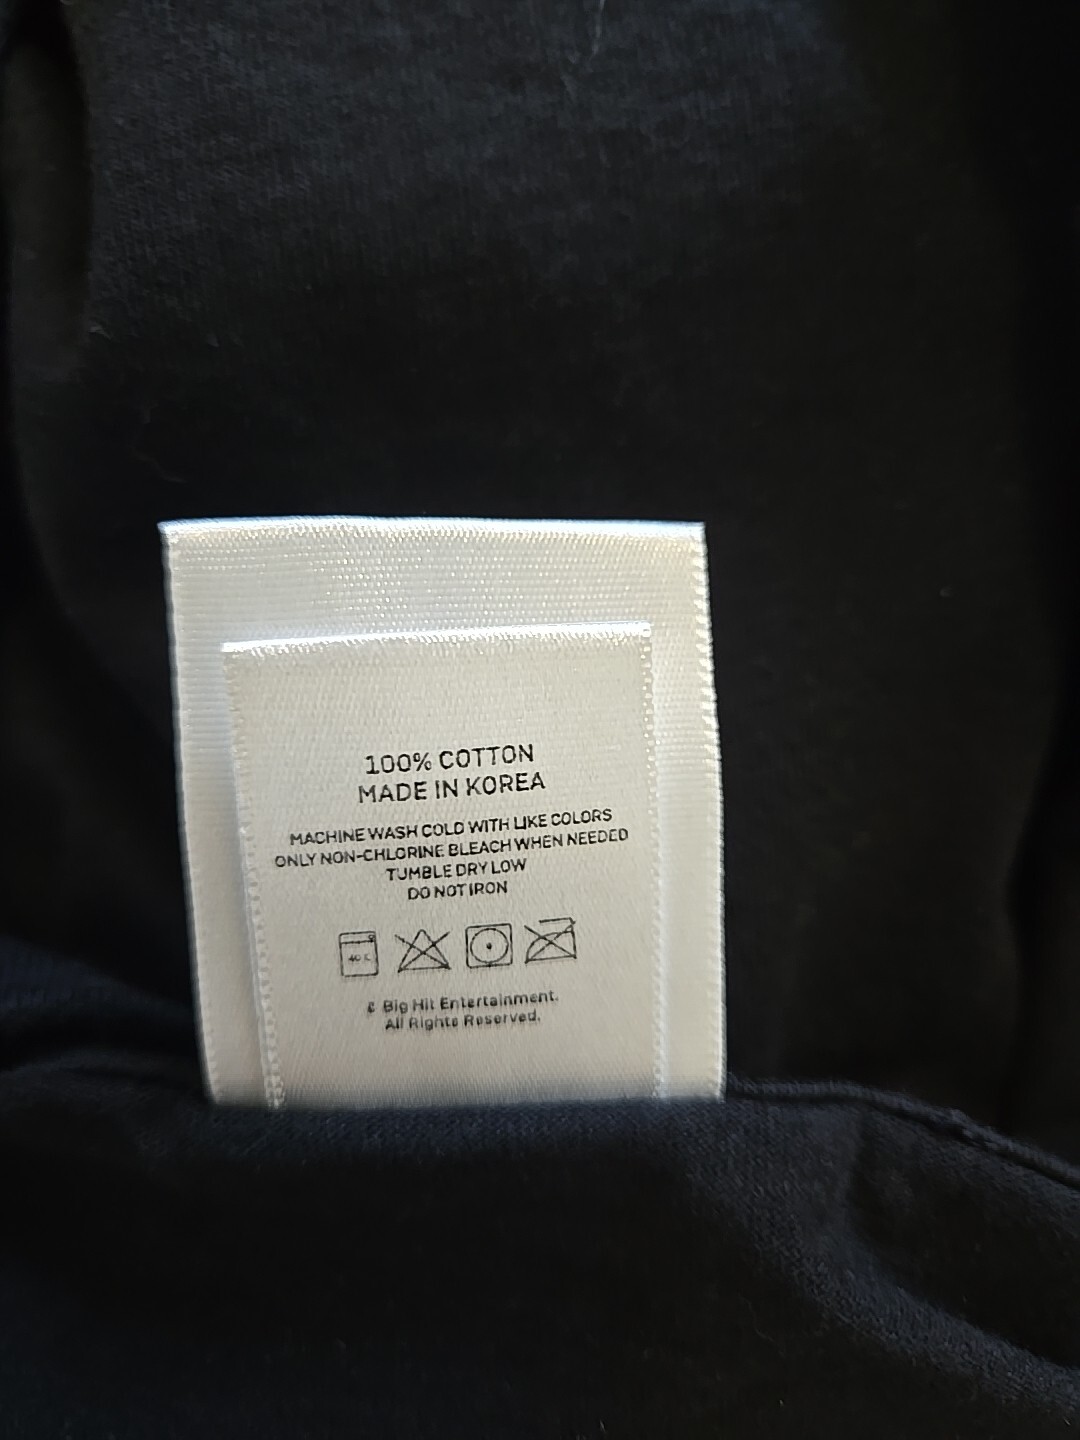 100% COTTON
MADE IN KOREA
MACHINE WASH COLD WITH LIKE COLORS
ONLY NON-CHLORINE BLEACH WHEN NEEDED
TUMBLE DRY LOW
DO NOT IRON
40 C
© Big Hit Entertainment.
All Rights Reserved.